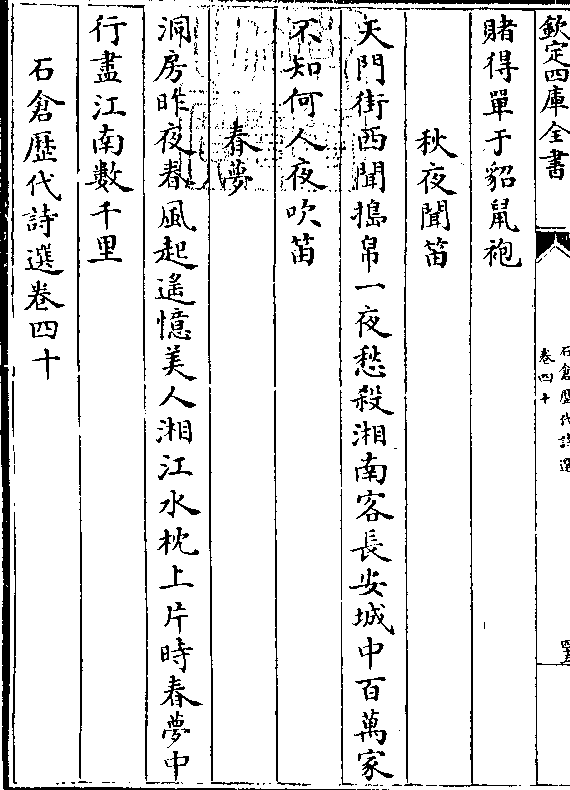 欽定四庫全書
石倉歴代詩選
卷四十
賭得單于貂鼠袍
秋夜聞笛
天門街西聞搗帛一夜愁殺湘南客長安城中百萬家
不知何人夜吹笛
春夢
洞房昨夜春風起遙憶美人湘江水枕上片時春夢中
行盡江南數千里
石倉歴代詩選卷四十